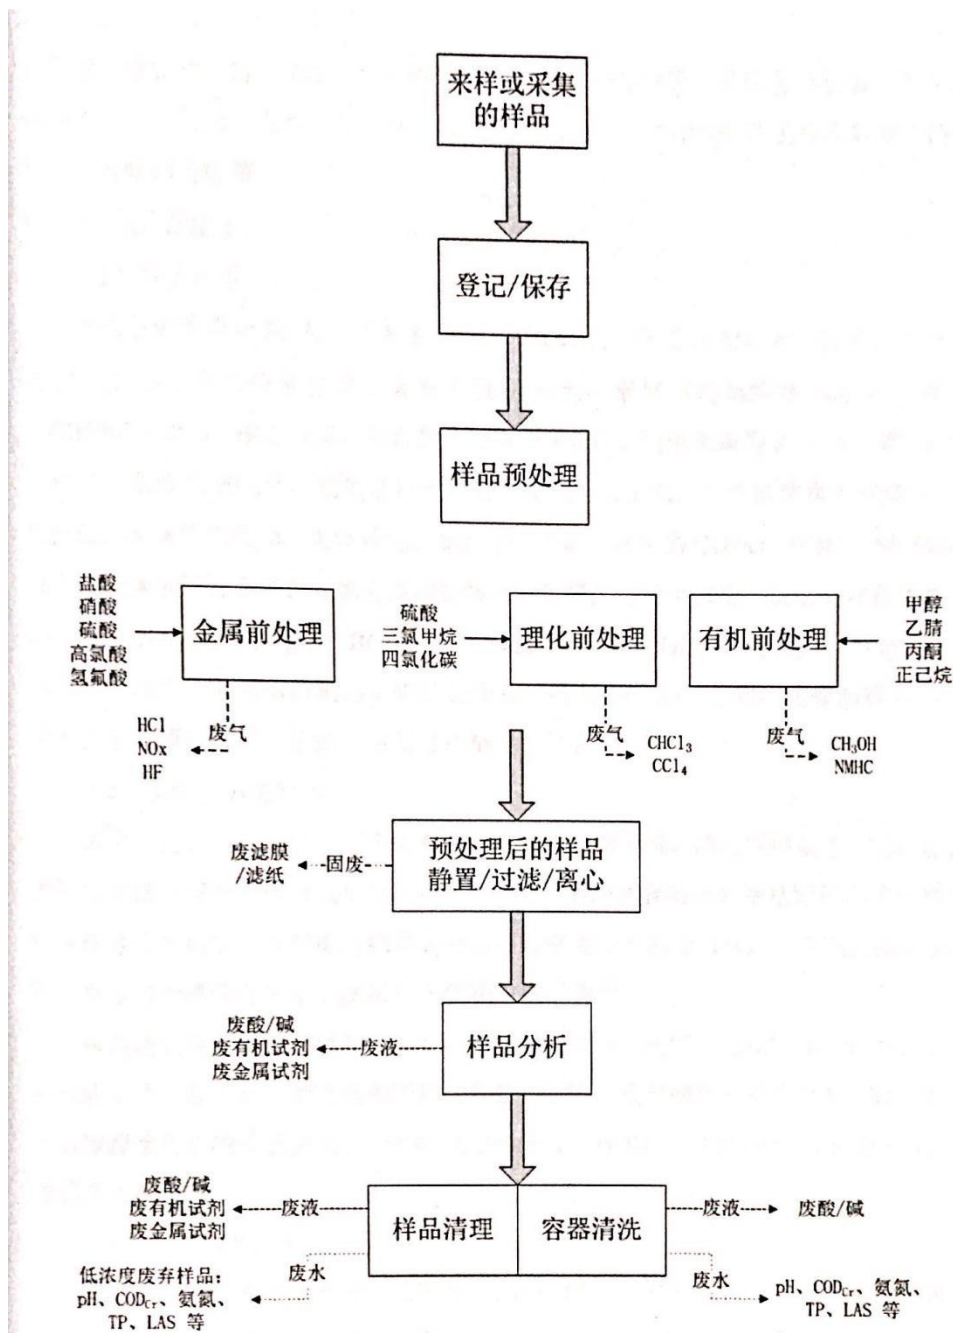 来样或采集
的样品
登记/保存
样品预处理
盐酸
硝酸
硫酸
高氯酸
氢氟酸
金属前处理
硫酸
三氯甲烷
四氯化碳
理化前处理
有机前处理
甲醇
乙腈
丙酮
正己烷
废气
HCl
NOx
HF
废气
CHCl₃
CCl₄
废气
CH₃OH
NMHC
预处理后的样品
静置/过滤/离心
固废
废滤膜
/滤纸
样品分析
废液
废酸/碱
废有机试剂
废金属试剂
样品清理
容器清洗
废液
废酸/碱
废有机试剂
废金属试剂
废液
废酸/碱
废水
低浓度废弃样品:
pH、COD_Cr、氨氮、
TP、LAS 等
废水
pH、COD_Cr、氨氮、
TP、LAS 等